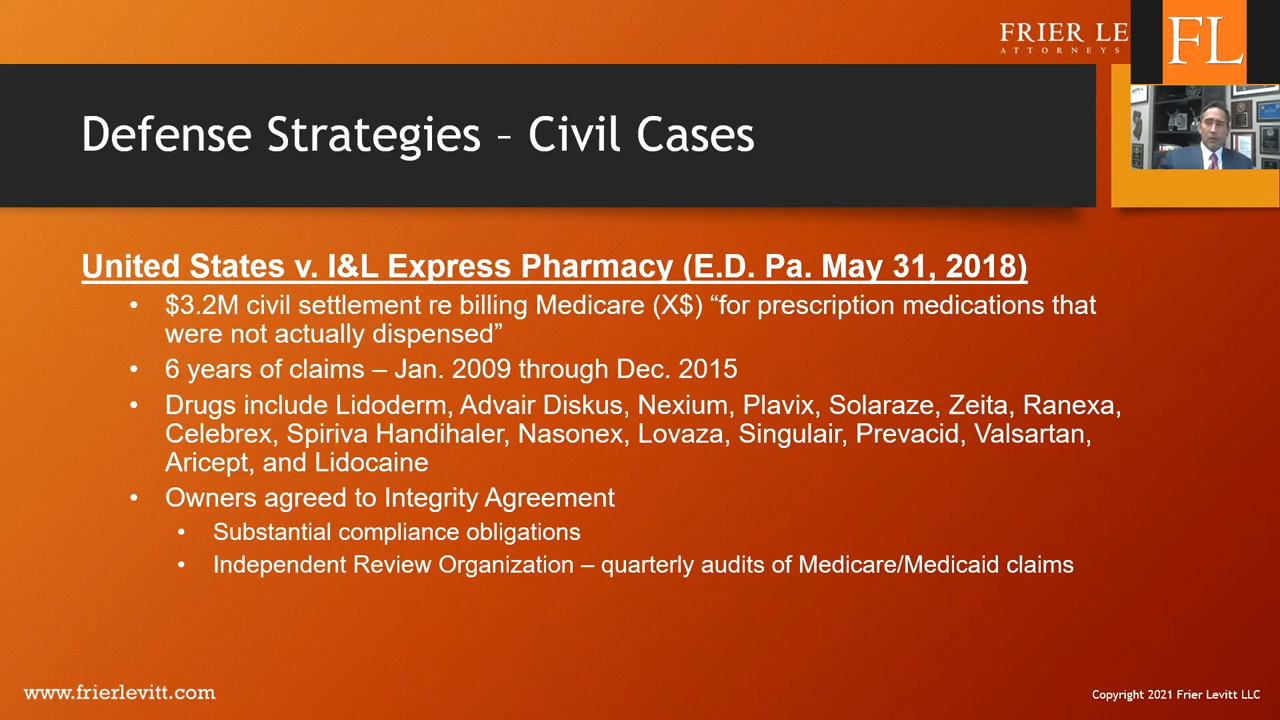 FRIER LE
ATTORNEYS
FL
Defense Strategies – Civil Cases
United States v. I&L Express Pharmacy (E.D. Pa. May 31, 2018)
• $3.2M civil settlement re billing Medicare (X$) “for prescription medications that
were not actually dispensed”
• 6 years of claims – Jan. 2009 through Dec. 2015
• Drugs include Lidoderm, Advair Diskus, Nexium, Plavix, Solaraze, Zeita, Ranexa,
Celebrex, Spiriva Handihaler, Nasonex, Lovaza, Singulair, Prevacid, Valsartan,
Aricept, and Lidocaine
• Owners agreed to Integrity Agreement
• Substantial compliance obligations
• Independent Review Organization – quarterly audits of Medicare/Medicaid claims
www.frierlevitt.com
Copyright 2021 Frier Levitt LLC